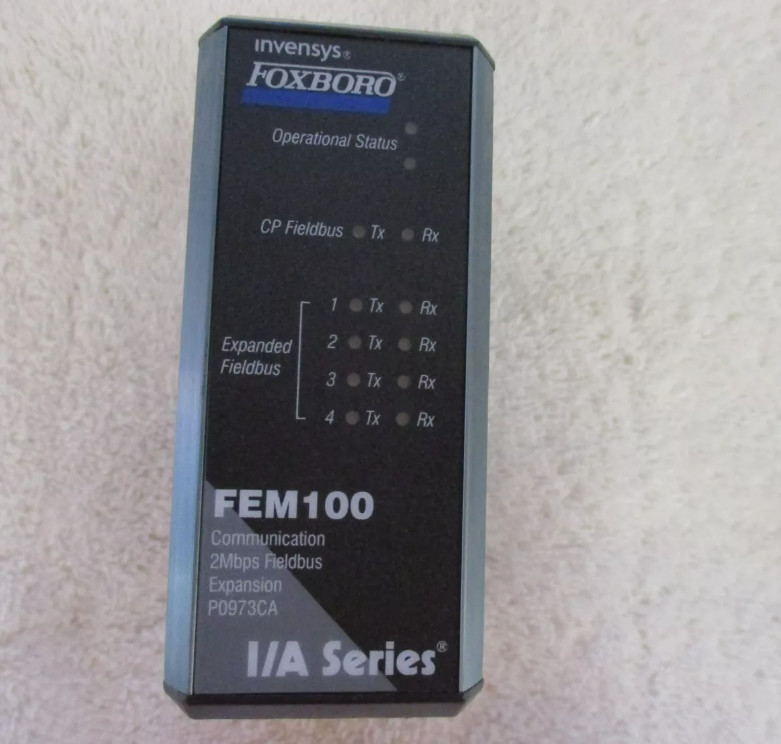 invensys®
FOXBORO®
Operational Status
CP Fieldbus Tx Rx
1 Tx Rx
2 Tx Rx
3 Tx Rx
4 Tx Rx
Expanded
Fieldbus
FEM100
Communication
2Mbps Fieldbus
Expansion
P0973CA
I/A Series®